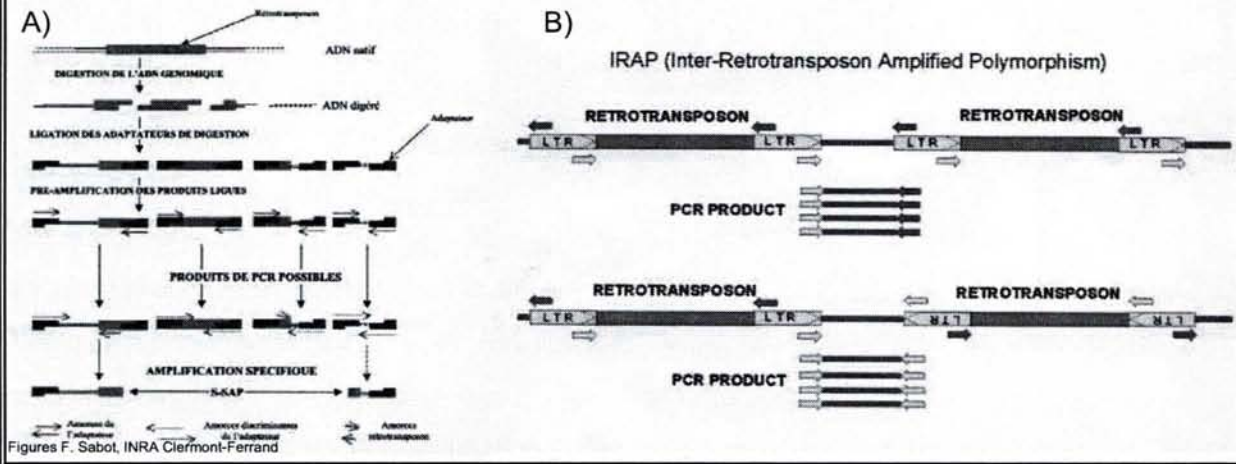 A)
Rétrotransposon
ADN natif
DIGESTION DE L'ADN GENOMIQUE
ADN digéré
LIGATION DES ADAPTATEURS DE DIGESTION
Adaptateur
PRE-AMPLIFICATION DES PRODUITS LIGUES
PRODUITS DE PCR POSSIBLES
AMPLIFICATION SPECIFIQUE
S-SAP
Amorces de l'adaptateur
Amorces discriminantes de l'adaptateur
Amorces retrotransposon
Figures F. Sabot, INRA Clermont-Ferrand
B)
IRAP (Inter-Retrotransposon Amplified Polymorphism)
RETROTRANSPOSON RETROTRANSPOSON
LTR LTR LTR LTR
PCR PRODUCT
RETROTRANSPOSON RETROTRANSPOSON
LTR LTR LTR LTR
PCR PRODUCT